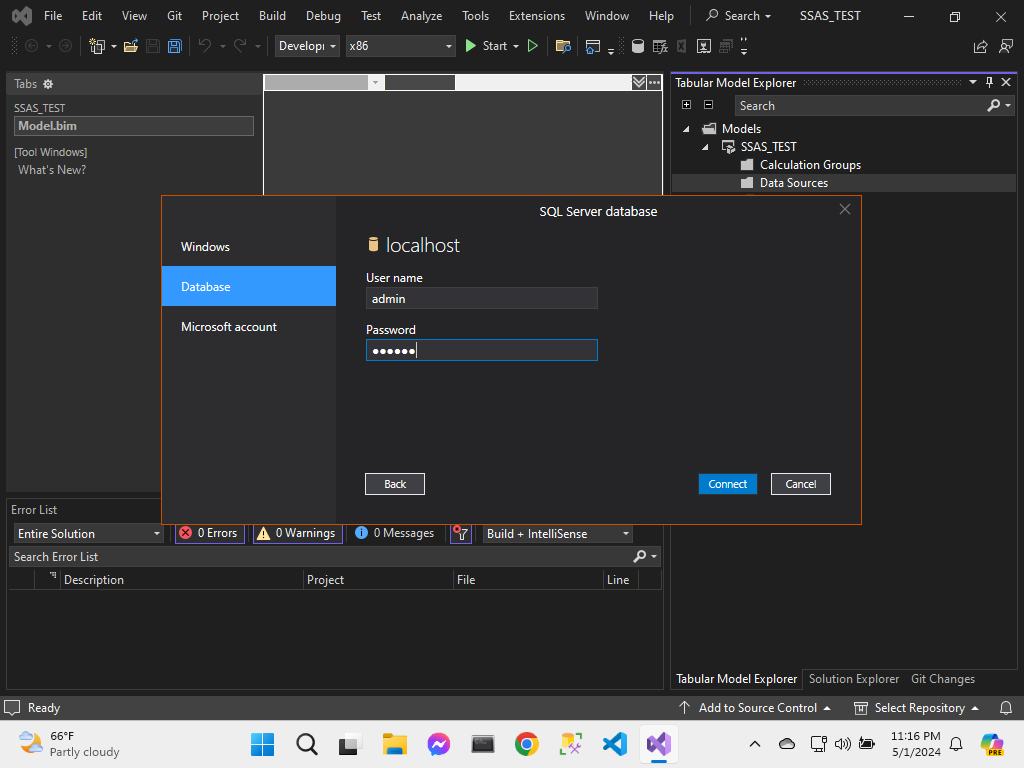 File Edit View Git Project Build Debug Test Analyze Tools Extensions Window Help Search SSAS_TEST
Develop x86 Start
Tabs
SSAS_TEST
Model.bim
[Tool Windows]
What's New?
Tabular Model Explorer
Search
Models
SSAS_TEST
Calculation Groups
Data Sources
SQL Server database
Windows
Database
Microsoft account
localhost
User name
admin
Password
●●●●●●
Back Connect Cancel
Error List
Entire Solution 0 Errors 0 Warnings 0 Messages Build + IntelliSense
Search Error List
Description Project File Line
Tabular Model Explorer Solution Explorer Git Changes
Ready Add to Source Control Select Repository
66°F
Partly cloudy
11:16 PM
5/1/2024
PRE